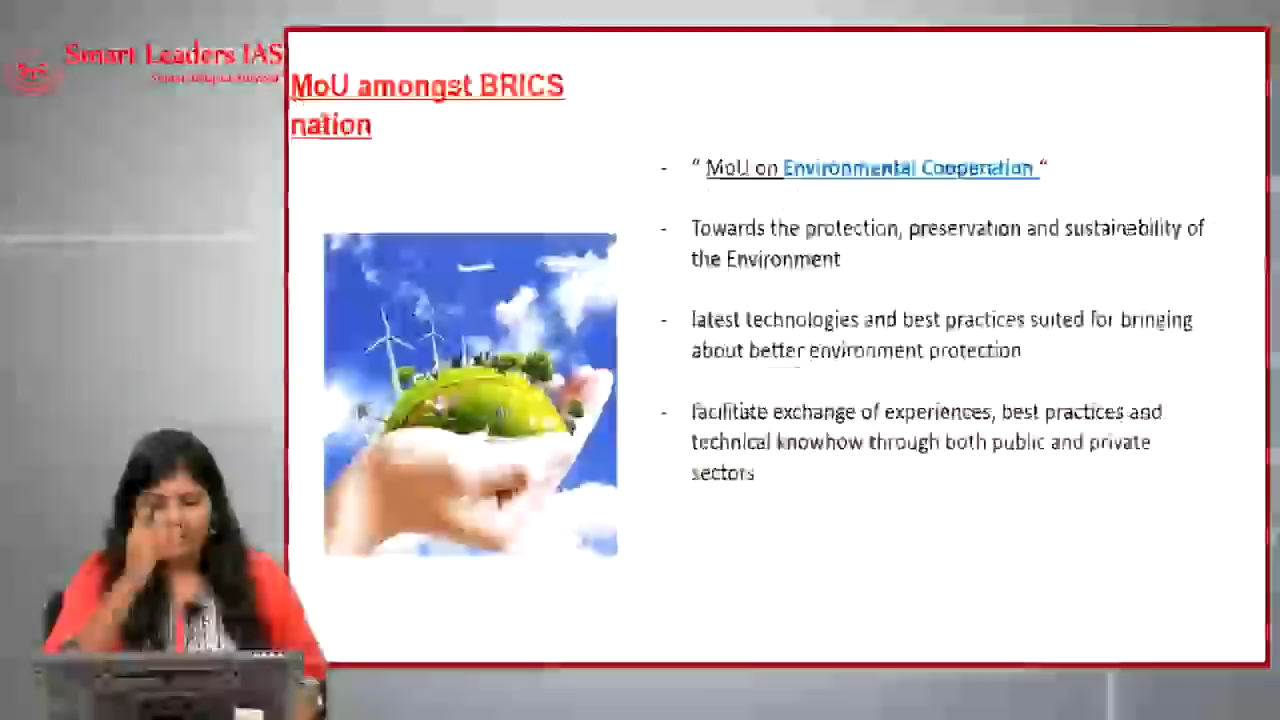 Smart Leaders IAS
MoU amongst BRICS
nation
- “ MoU on Environmental Cooperation “
- Towards the protection, preservation and sustainability of
the Environment
- latest technologies and best practices suited for bringing
about better environment protection
- facilitate exchange of experiences, best practices and
technical knowhow through both public and private
sectors